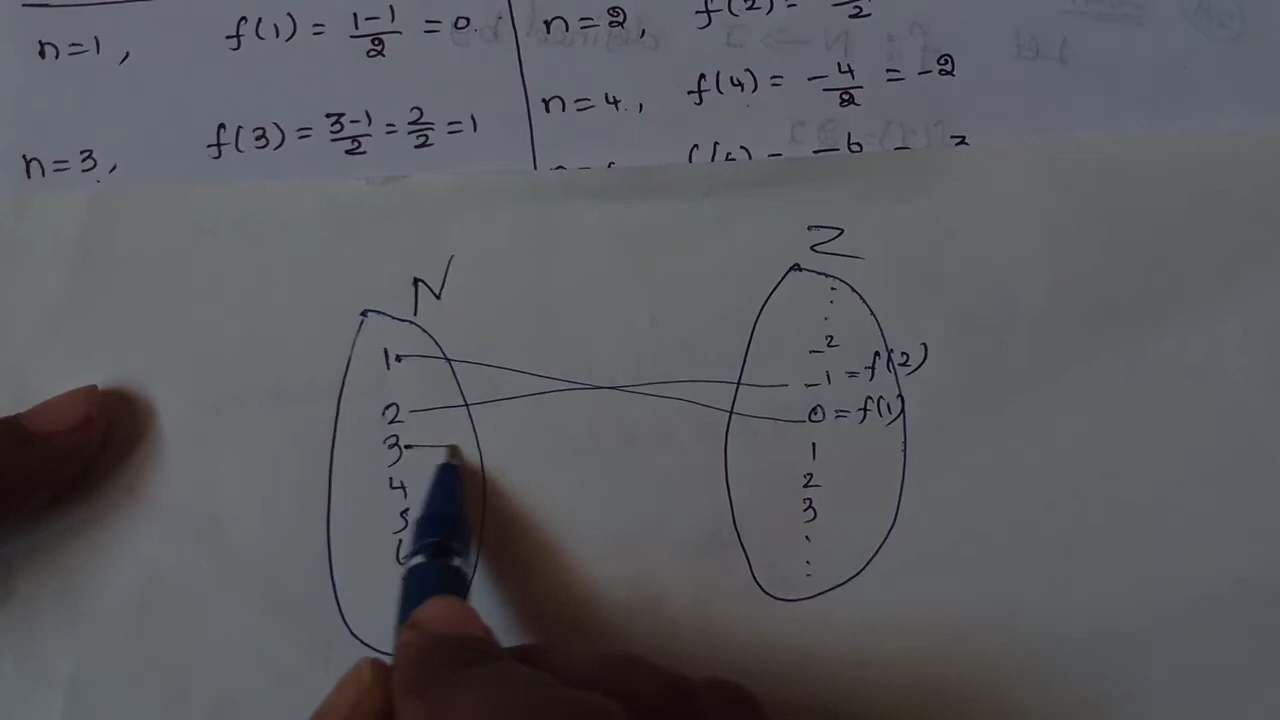 n=1, f(1) = 1-1/2 = 0.
n=3, f(3) = 3-1/2 = 2/2 = 1
n=2, f(2) =
n=4, f(4) = -4/2 = -2
N
1
2
3
4
5
Z
-2
-1 = f(2)
0 = f(1)
1
2
3